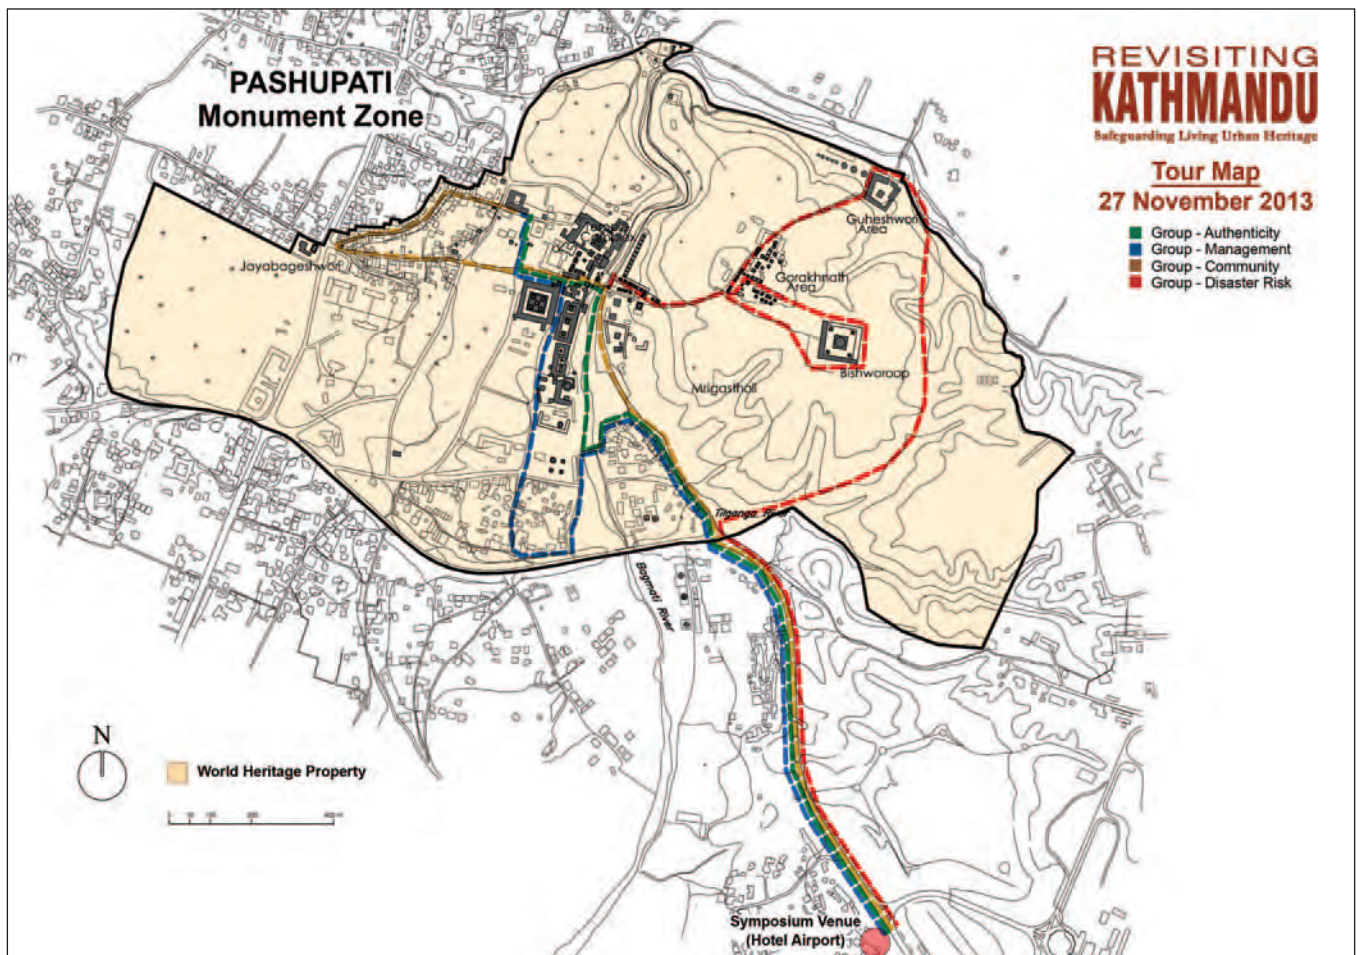 PASHUPATI
Monument Zone
REVISITING
KATHMANDU
Safeguarding Living Urban Heritage
Tour Map
27 November 2013
Group - Authenticity
Group - Management
Group - Community
Group - Disaster Risk
Guheshwori
Area
Jayabageshwori
Gorakhnath
Area
Bishworoop
Mrigasthali
Tilganga River
Bagmati River
N
World Heritage Property
Symposium Venue
(Hotel Airport)